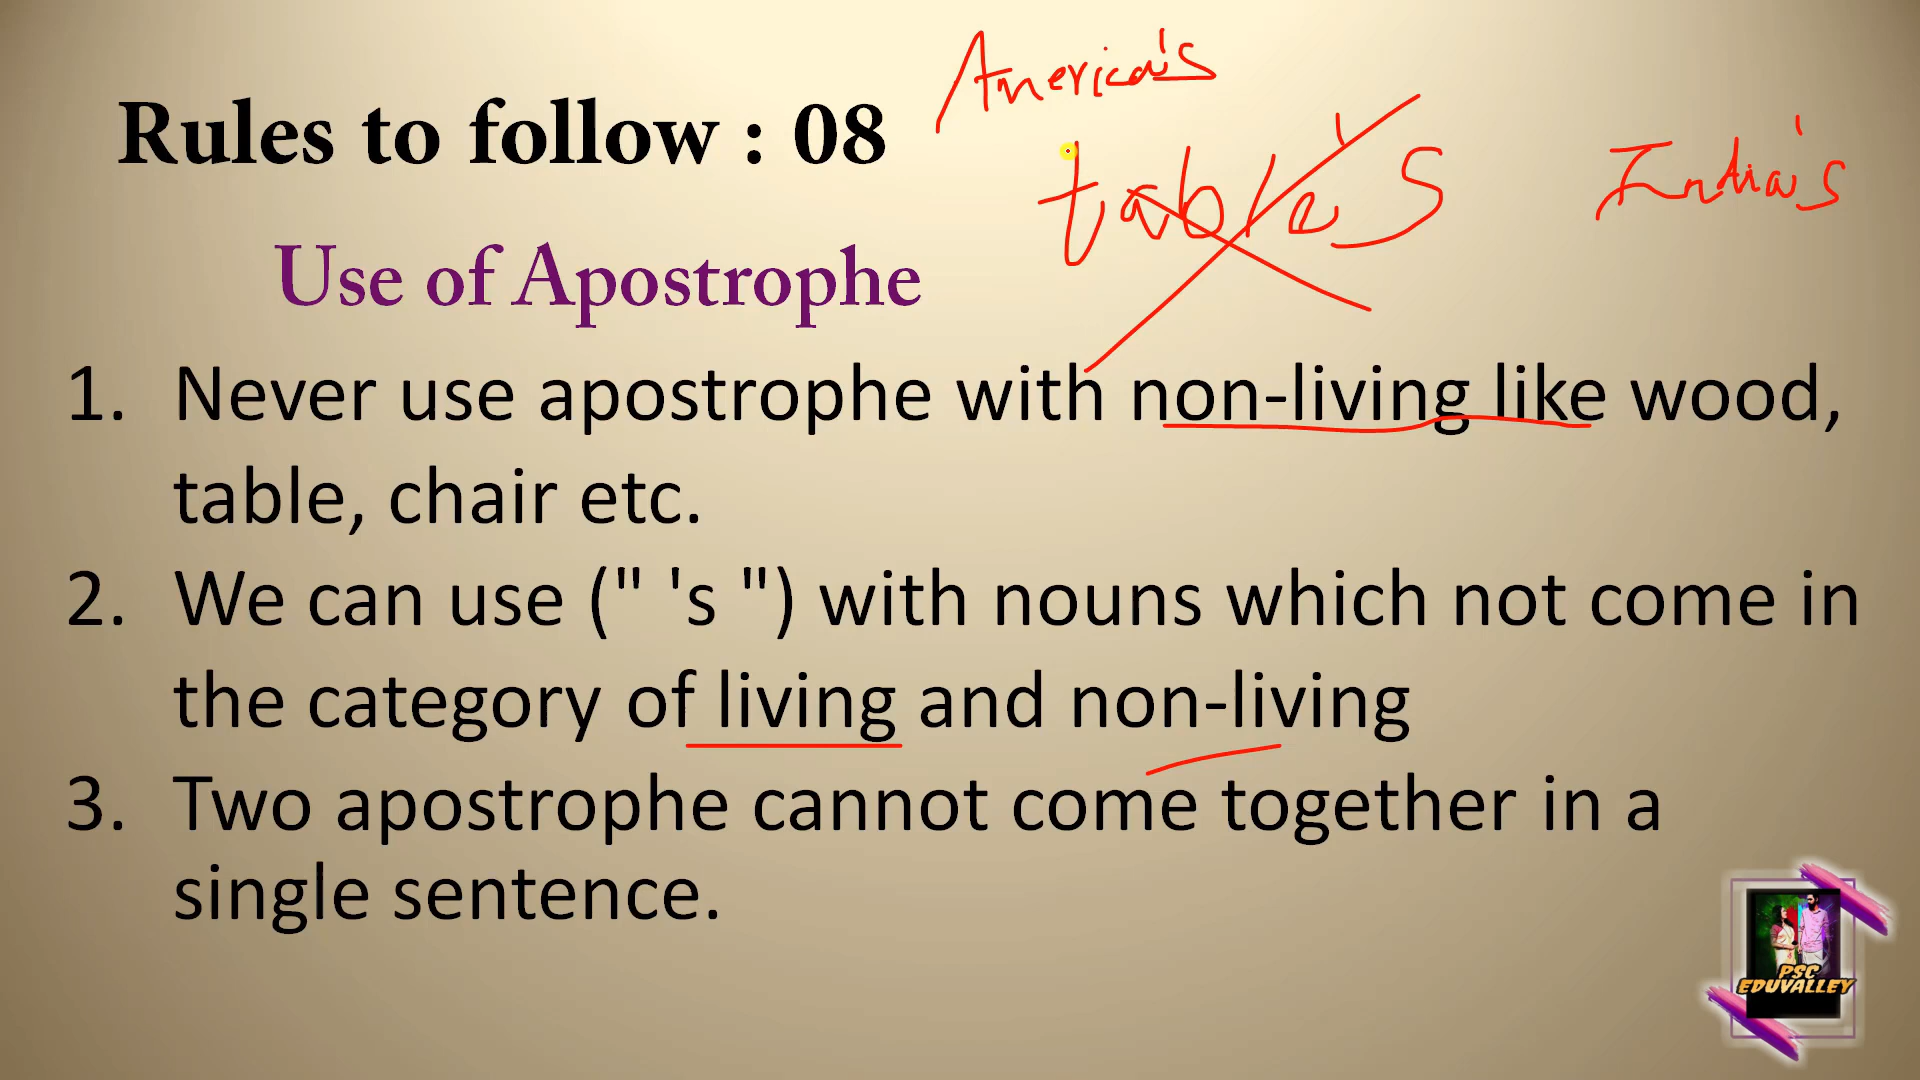 America's
Rules to follow : 08
table's
India's
Use of Apostrophe
1. Never use apostrophe with non-living like wood,
table, chair etc.
2. We can use (" 's ") with nouns which not come in
the category of living and non-living
3. Two apostrophe cannot come together in a
single sentence.
PSC
EDUVALLEY